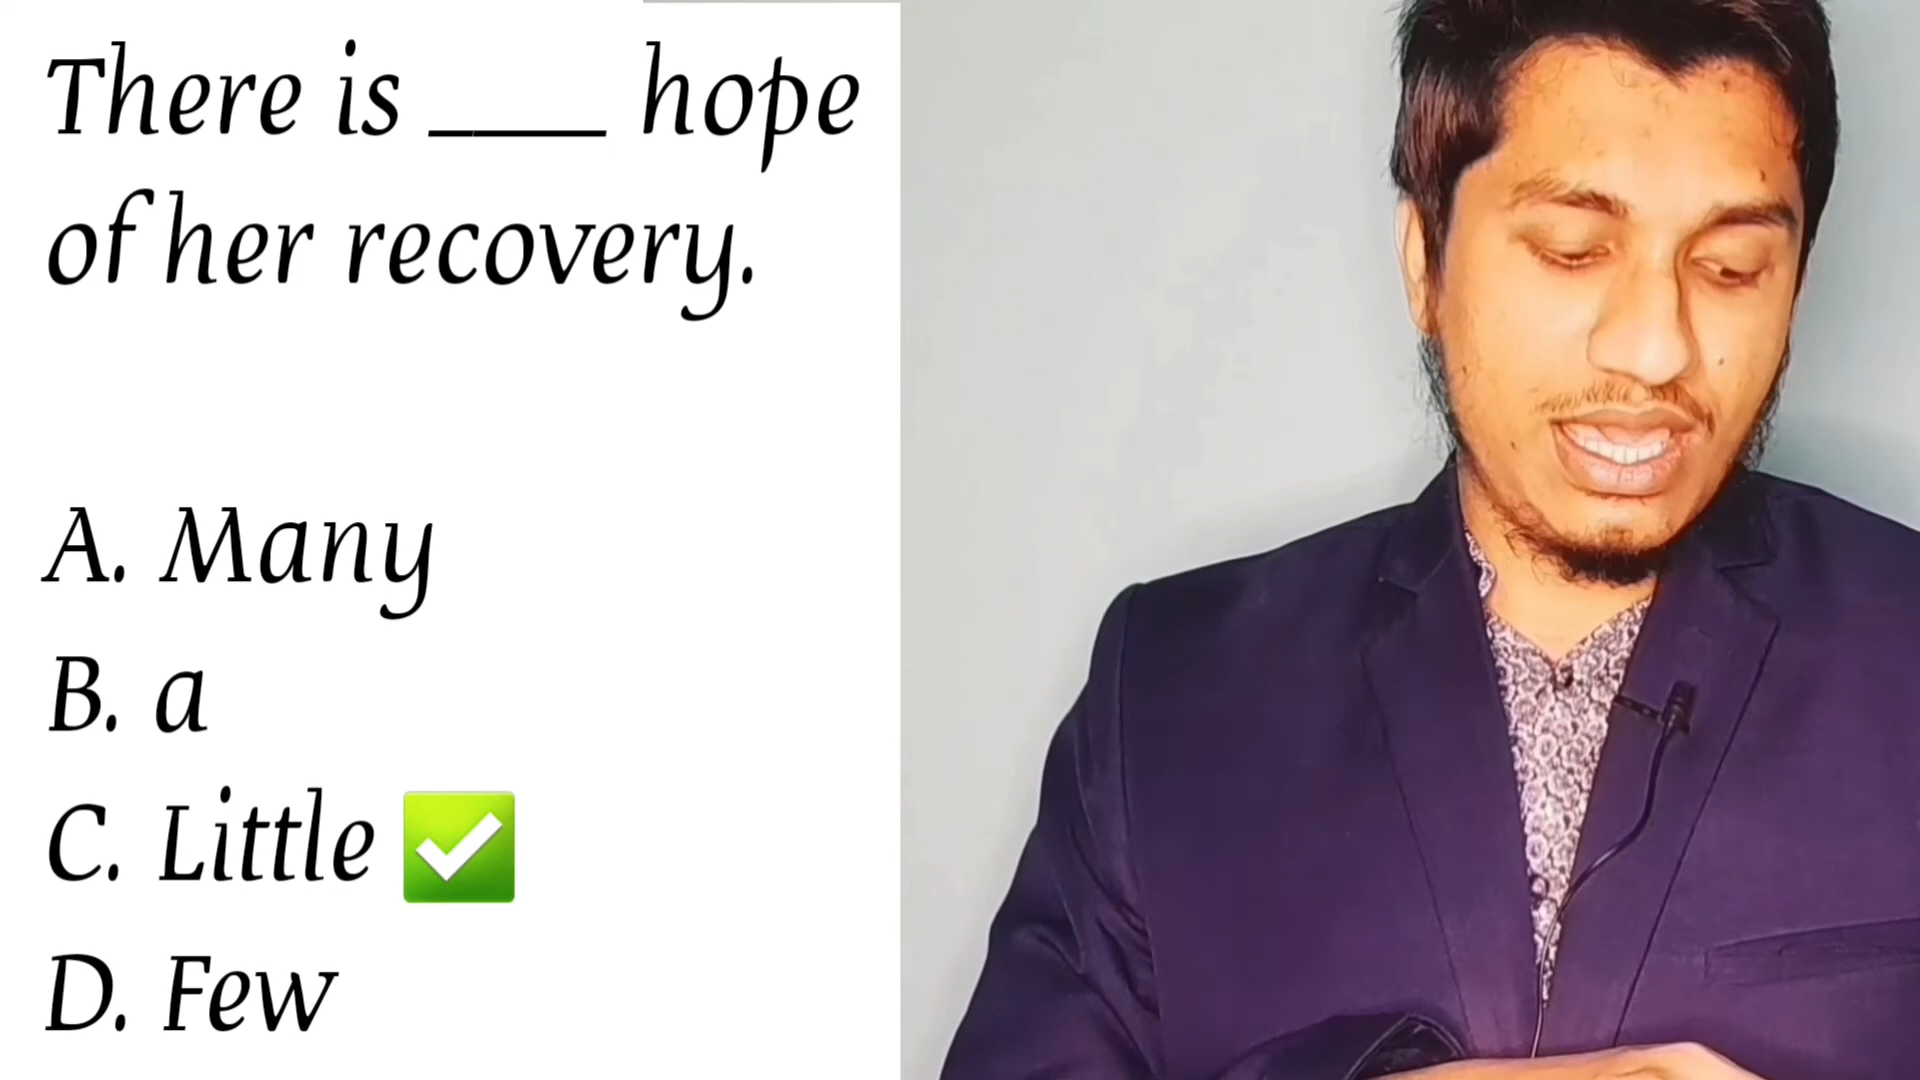 There is ____ hope
of her recovery.
A. Many
B. a
C. Little ✅
D. Few